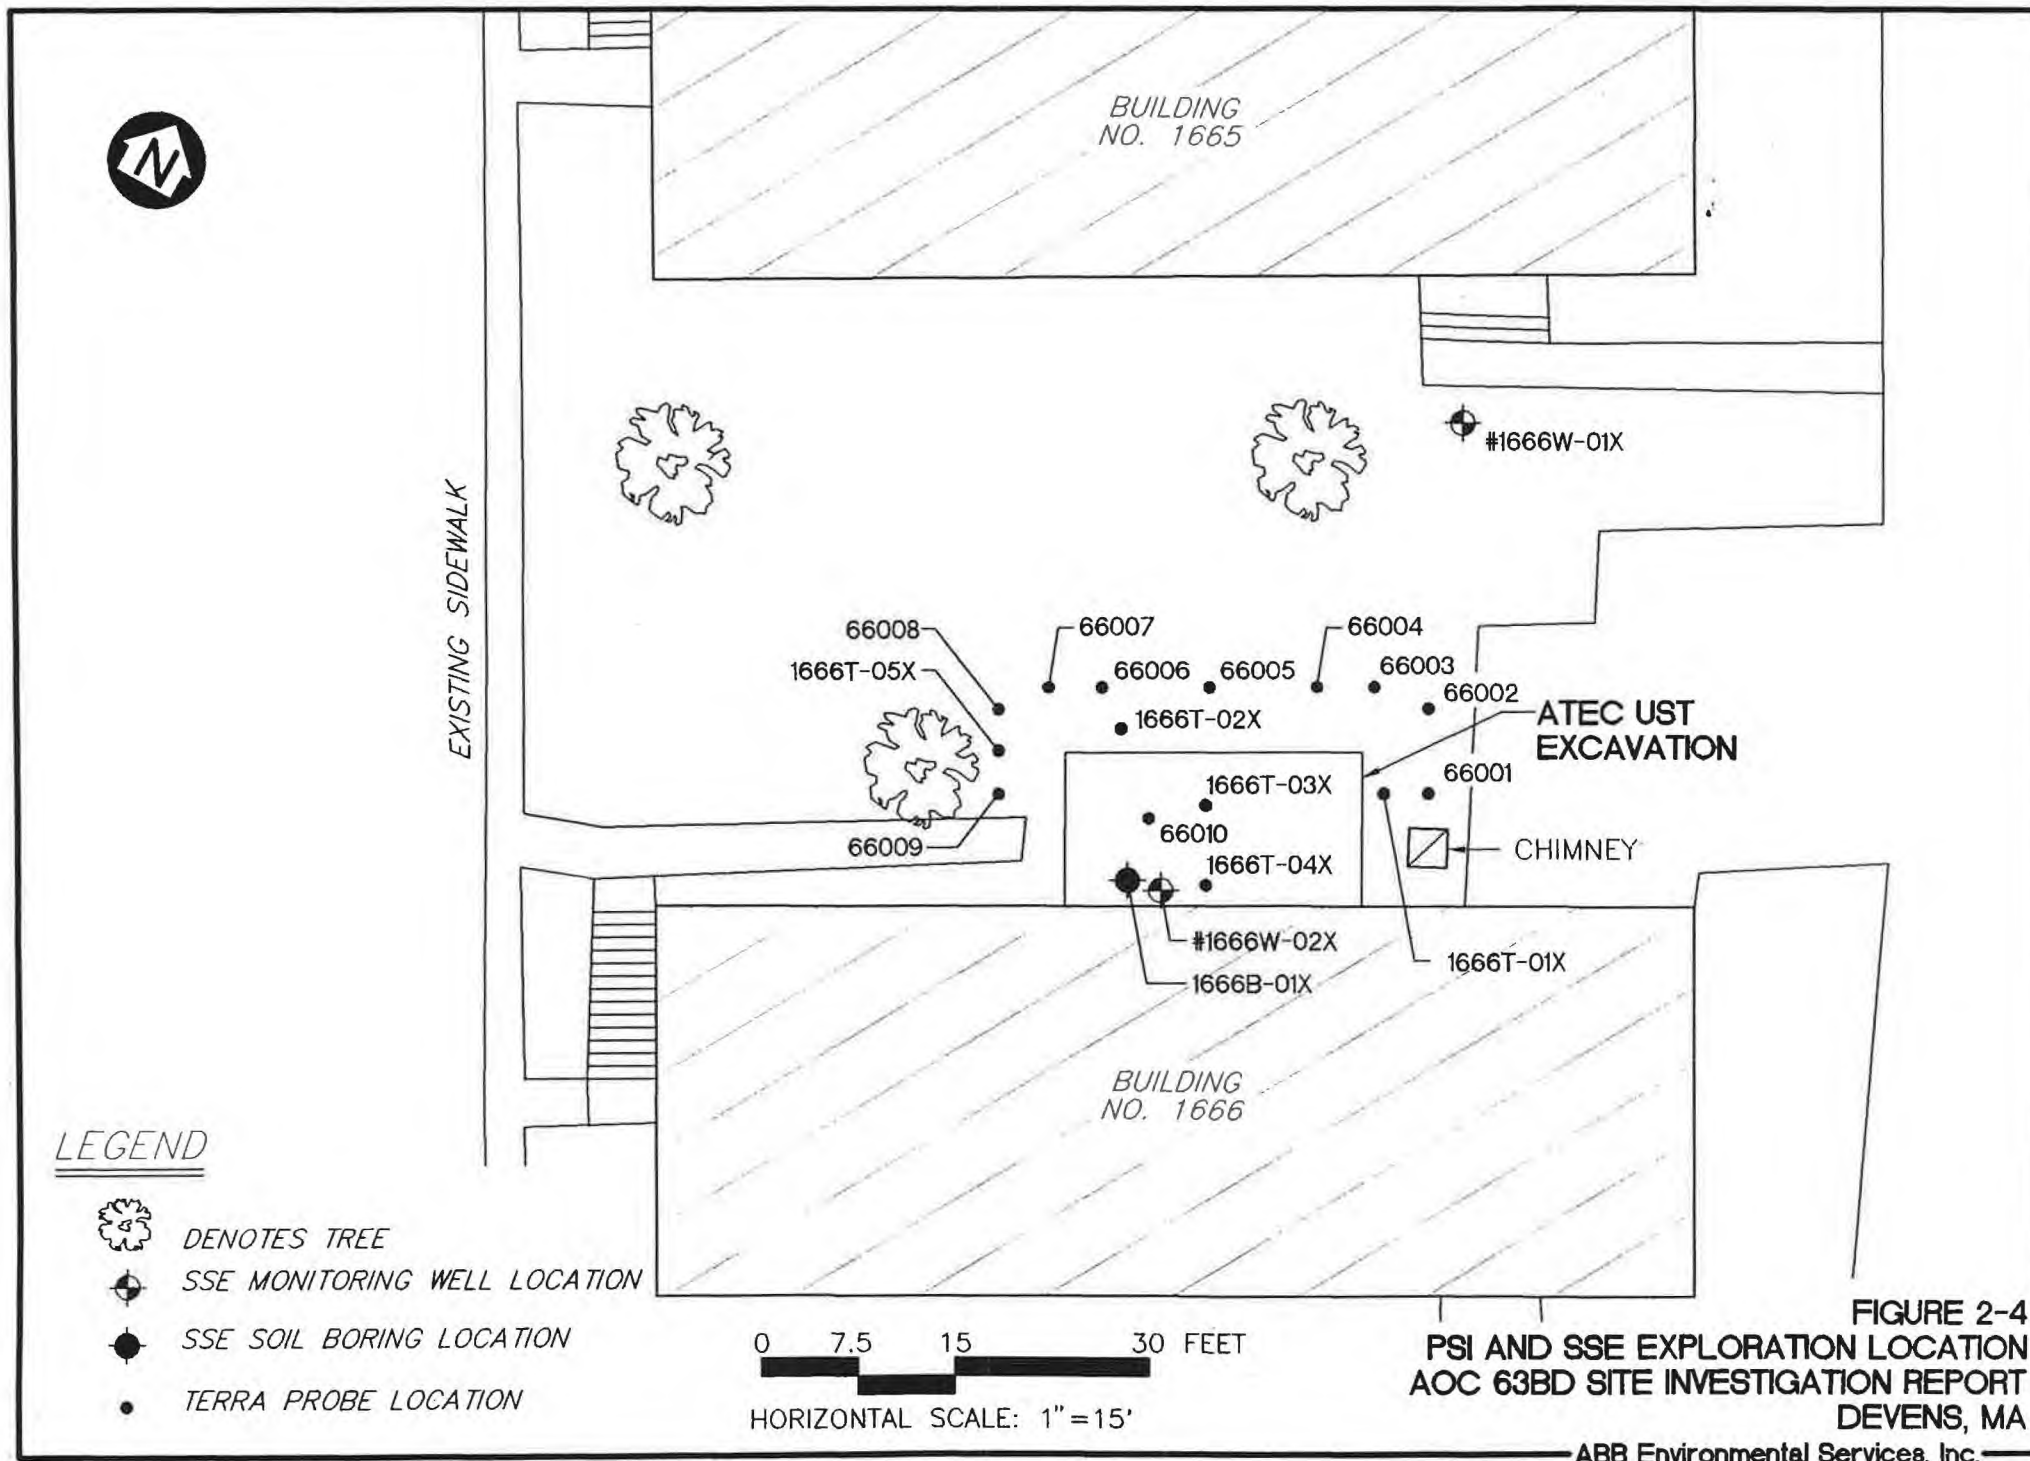 BUILDING
NO. 1665
N
#1666W-01X
EXISTING SIDEWALK
66008
66007
66004
1666T-05X
66006
66005
66003
66002
1666T-02X
ATEC UST
EXCAVATION
66001
1666T-03X
66010
66009
1666T-04X
CHIMNEY
#1666W-02X
1666T-01X
1666B-01X
BUILDING
NO. 1666
LEGEND
DENOTES TREE
SSE MONITORING WELL LOCATION
SSE SOIL BORING LOCATION
TERRA PROBE LOCATION
0 7.5 15 30 FEET
HORIZONTAL SCALE: 1"=15'
FIGURE 2-4
PSI AND SSE EXPLORATION LOCATION
AOC 63BD SITE INVESTIGATION REPORT
DEVENS, MA
ABB Environmental Services, Inc.